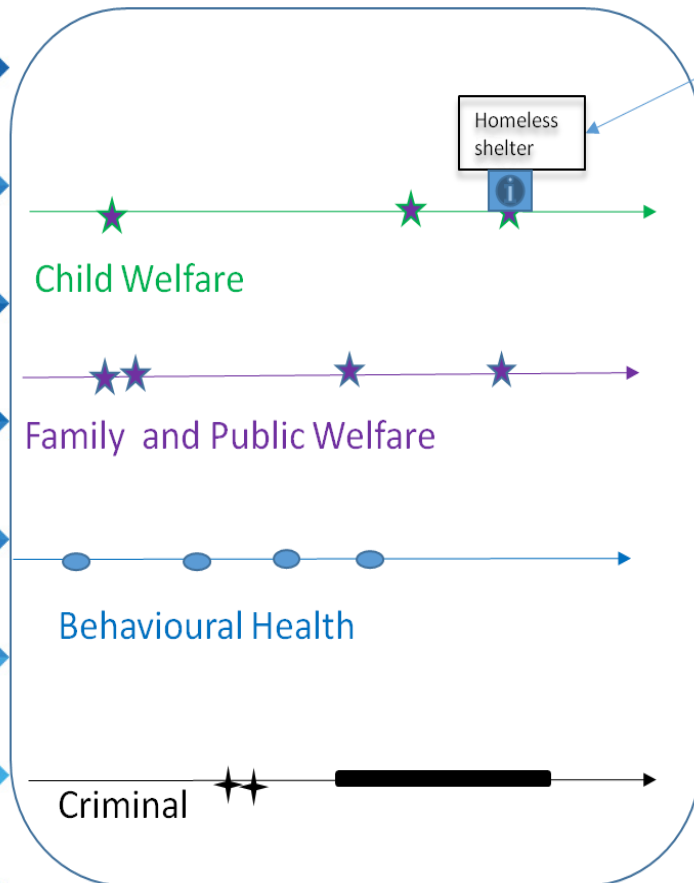 Homeless
shelter
i
Child Welfare
Family and Public Welfare
Behavioural Health
Criminal